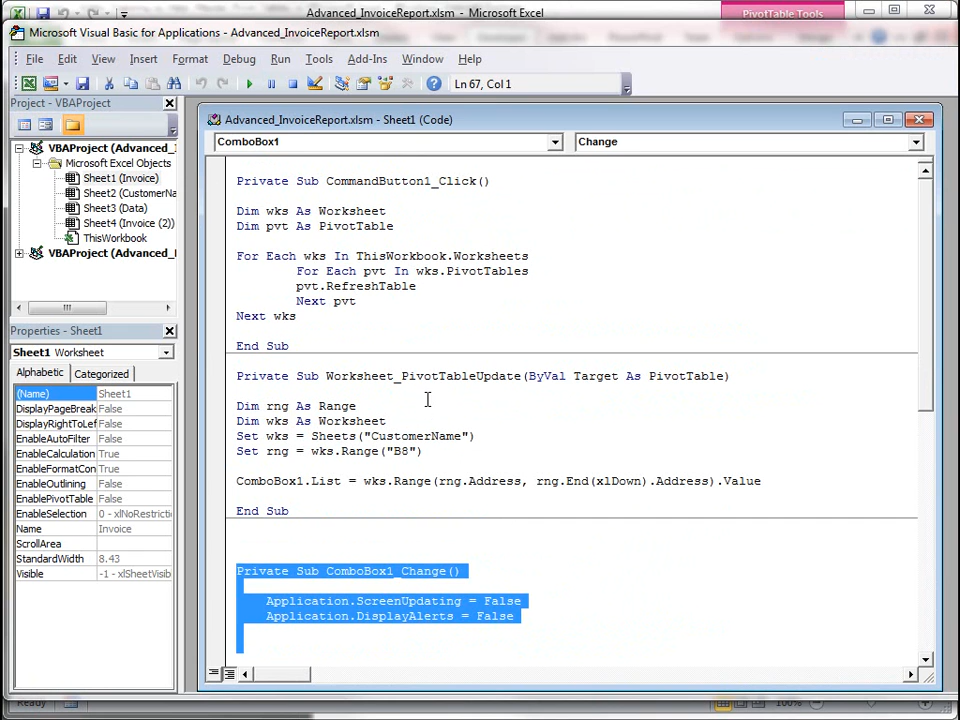 Advanced_InvoiceReport.xlsm - Microsoft Excel
PivotTable Tools
Microsoft Visual Basic for Applications - Advanced_InvoiceReport.xlsm
File Edit View Insert Format Debug Run Tools Add-Ins Window Help
Ln 67, Col 1
Project - VBAProject
VBAProject (Advanced_I
Microsoft Excel Objects
Sheet1 (Invoice)
Sheet2 (CustomerNa
Sheet3 (Data)
Sheet4 (Invoice (2))
ThisWorkbook
VBAProject (Advanced_
Properties - Sheet1
Sheet1 Worksheet
Alphabetic Categorized
(Name) Sheet1
DisplayPageBreak False
DisplayRightToLef False
EnableAutoFilter False
EnableCalculation True
EnableFormatCon True
EnableOutlining False
EnablePivotTable False
EnableSelection 0 - xlNoRestricti
Name Invoice
ScrollArea
StandardWidth 8.43
Visible -1 - xlSheetVisib
Advanced_InvoiceReport.xlsm - Sheet1 (Code)
ComboBox1 Change
Private Sub CommandButton1_Click()
Dim wks As Worksheet
Dim pvt As PivotTable
For Each wks In ThisWorkbook.Worksheets
For Each pvt In wks.PivotTables
pvt.RefreshTable
Next pvt
Next wks
End Sub
Private Sub Worksheet_PivotTableUpdate(ByVal Target As PivotTable)
Dim rng As Range
Dim wks As Worksheet
Set wks = Sheets("CustomerName")
Set rng = wks.Range("B8")
ComboBox1.List = wks.Range(rng.Address, rng.End(xlDown).Address).Value
End Sub
Private Sub ComboBox1_Change()
Application.ScreenUpdating = False
Application.DisplayAlerts = False
Ready 100%